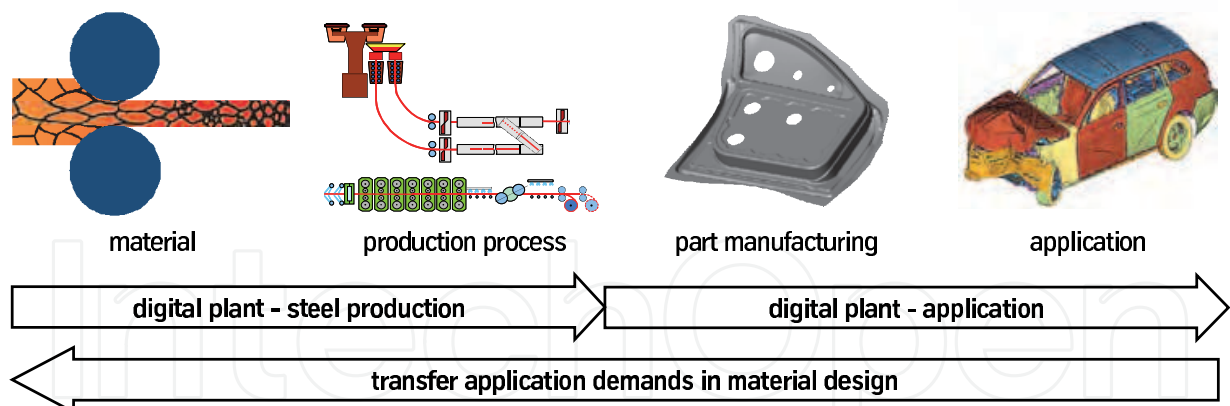 material
production process
part manufacturing
application
digital plant - steel production
digital plant - application
transfer application demands in material design
IntechOpen